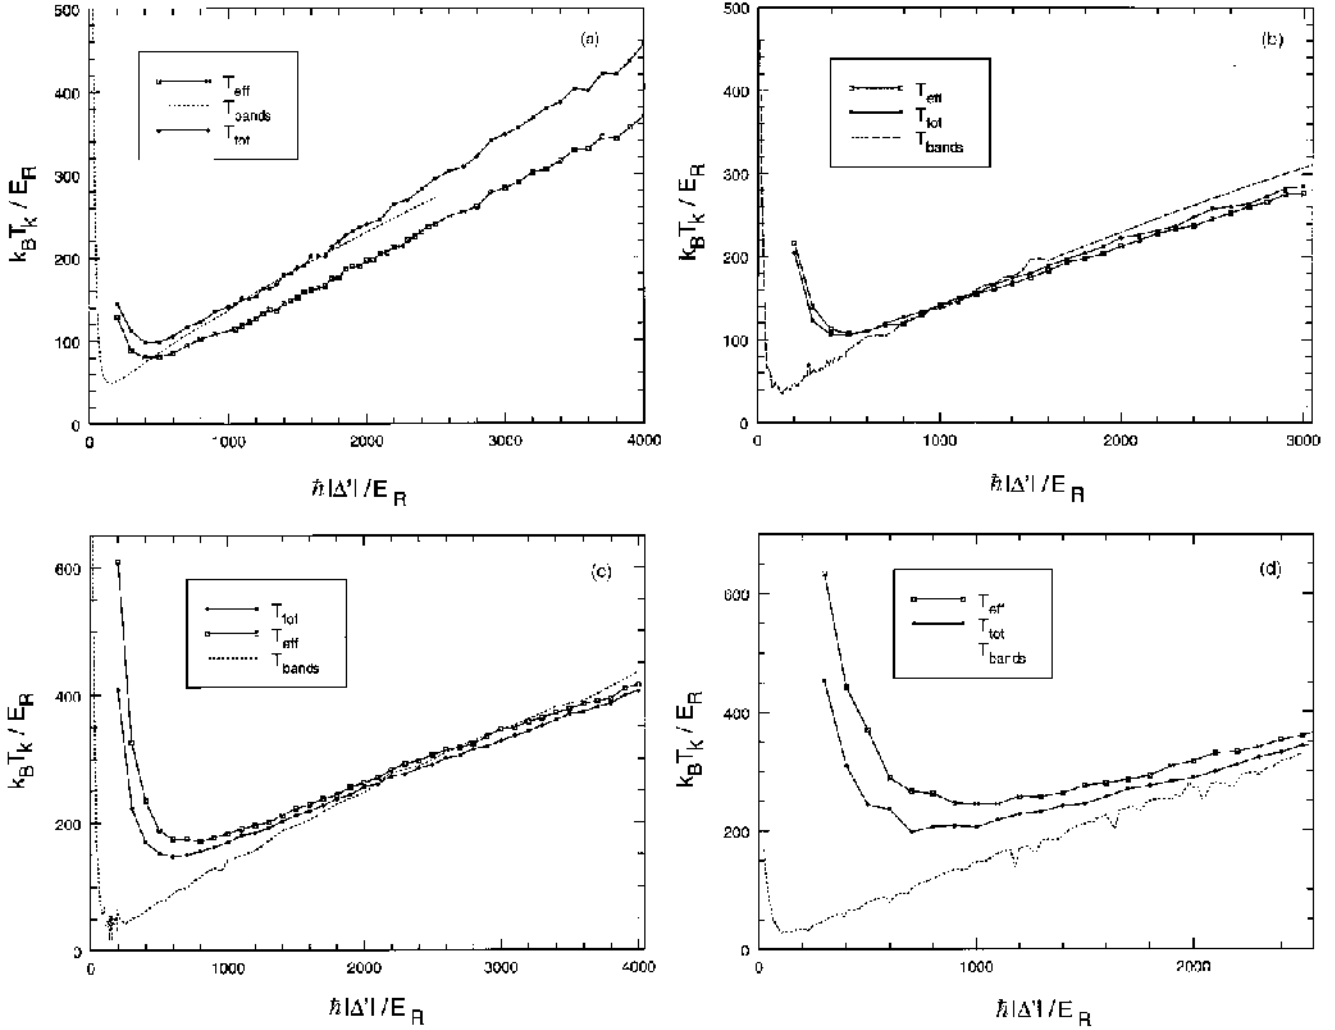 (a)
500
400
300
200
100
0
k_B T_k / E_R
T_eff
T_bands
T_tot
0 1000 2000 3000 4000
ħ|Δ'| / E_R
(b)
500
400
300
200
100
0
k_B T_k / E_R
T_eff
T_tot
T_bands
0 1000 2000 3000
ħ|Δ'| / E_R
(c)
600
400
200
0
k_B T_k / E_R
T_tot
T_eff
T_bands
0 1000 2000 3000 4000
ħ|Δ'| / E_R
(d)
600
400
200
0
k_B T_k / E_R
T_eff
T_tot
T_bands
0 1000 2000
ħ|Δ'| / E_R